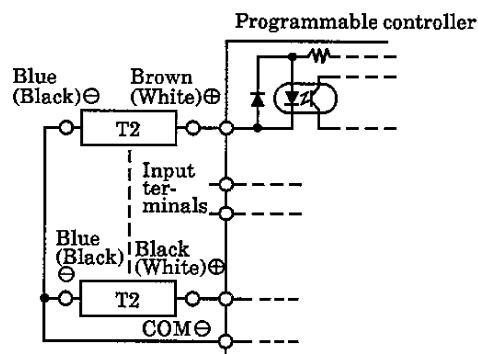 Programmable controller
Blue
(Black)⊖
Brown
(White)⊕
T2
Input
ter-
minals
Blue
(Black)
⊖
Black
(White)⊕
T2
COM⊖